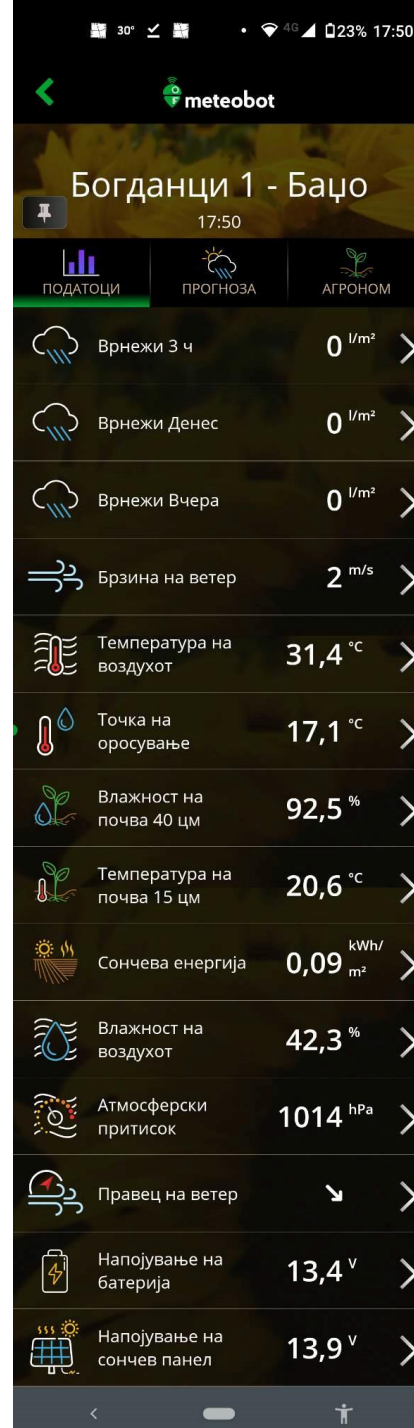 30° 4G 23% 17:50
meteobot
Богданци 1 - Баџо
17:50
ПОДАТОЦИ ПРОГНОЗА АГРОНОМ
Врнежи 3 ч 0 l/m²
Врнежи Денес 0 l/m²
Врнежи Вчера 0 l/m²
Брзина на ветер 2 m/s
Температура на
воздухот 31,4 °C
Точка на
оросување 17,1 °C
Влажност на
почва 40 цм 92,5 %
Температура на
почва 15 цм 20,6 °C
Сончева енергија 0,09 kWh/
m²
Влажност на
воздухот 42,3 %
Атмосферски
притисок 1014 hPa
Правец на ветер
Напојување на
батерија 13,4 V
Напојување на
сончев панел 13,9 V